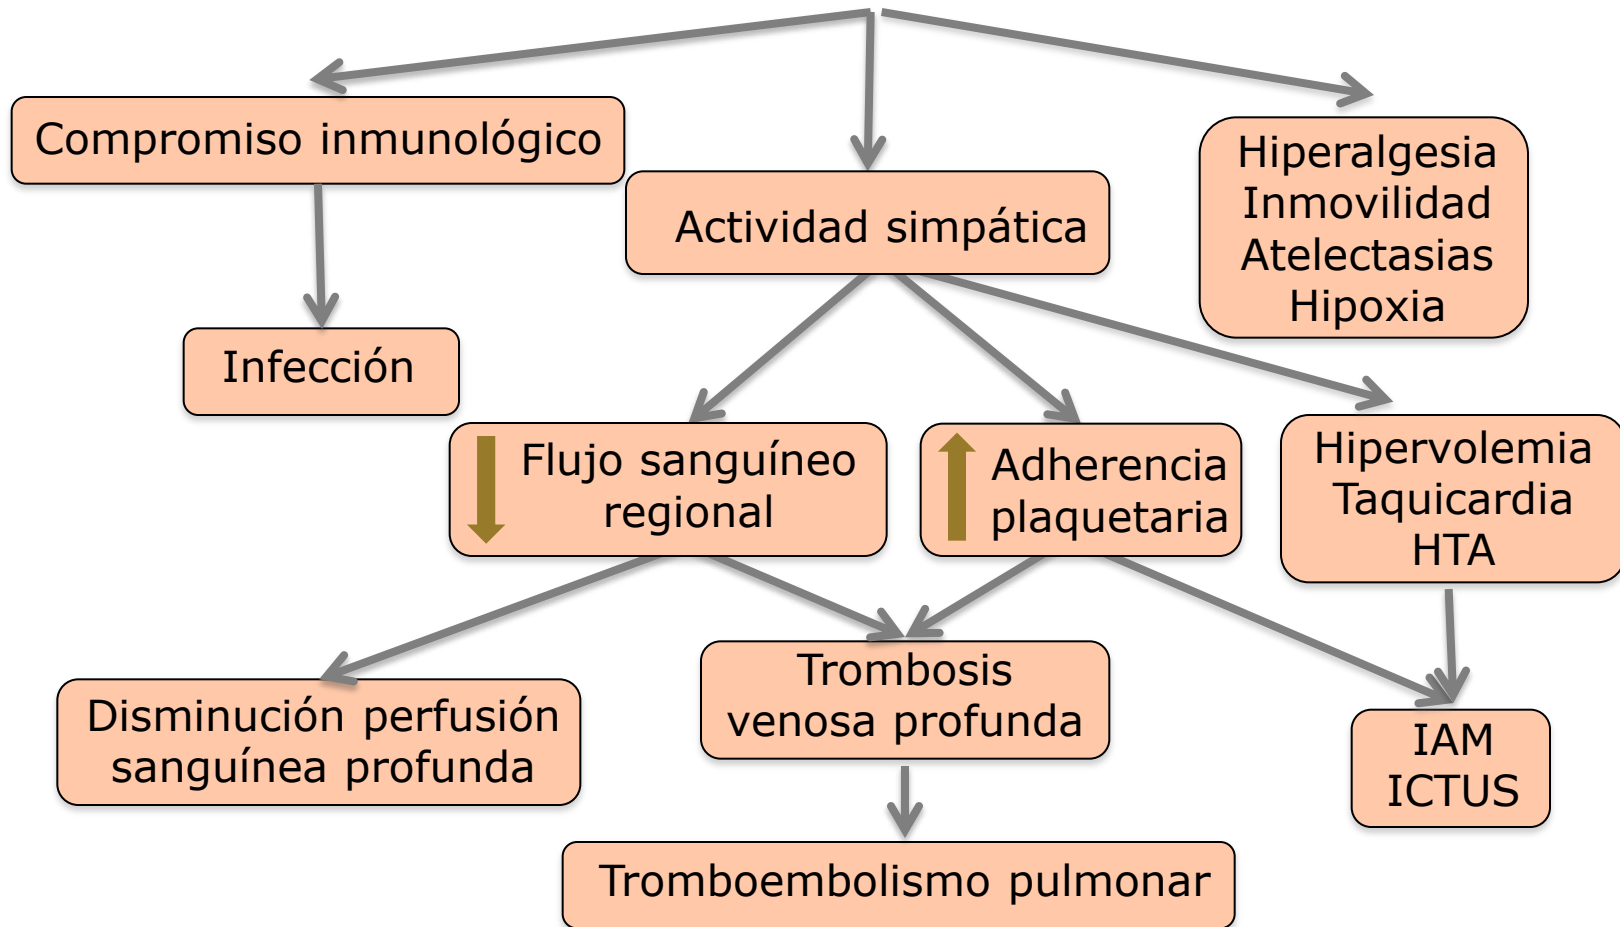 Compromiso inmunológico
Actividad simpática
Hiperalgesia
Inmovilidad
Atelectasias
Hipoxia
Infección
Flujo sanguíneo
regional
Adherencia
plaquetaria
Hipervolemia
Taquicardia
HTA
Disminución perfusión
sanguínea profunda
Trombosis
venosa profunda
IAM
ICTUS
Tromboembolismo pulmonar